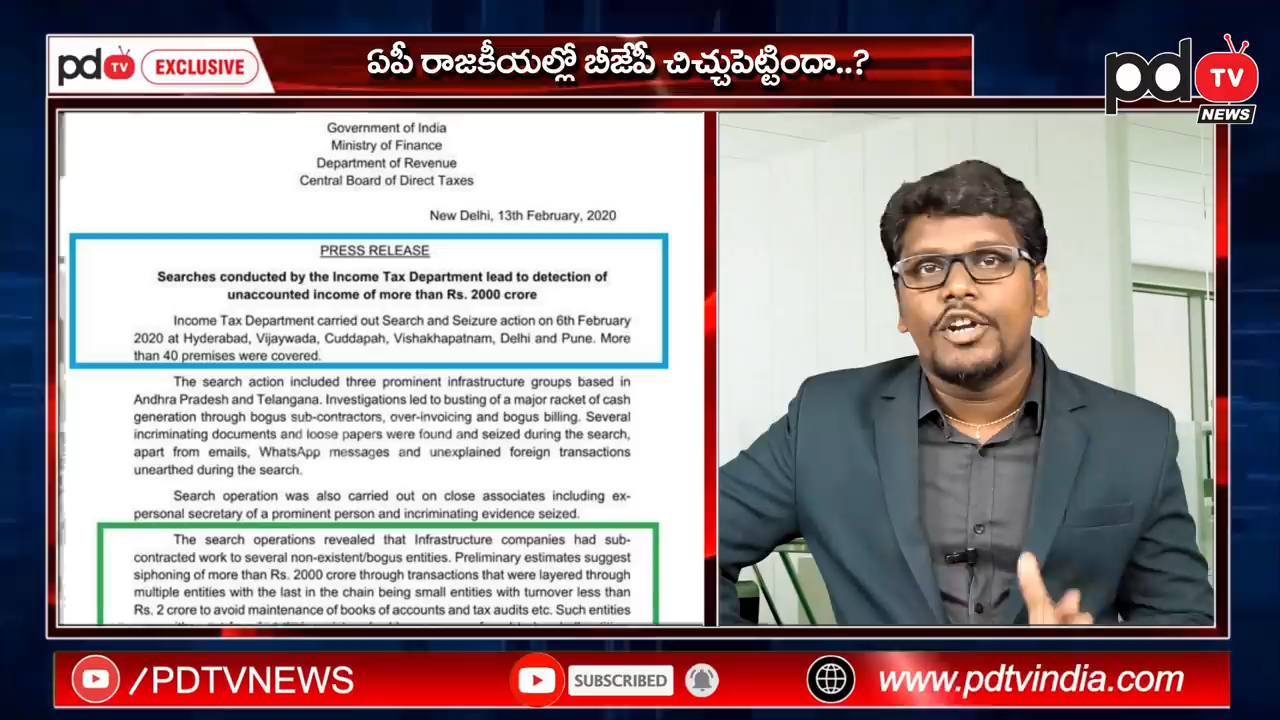 pd TV EXCLUSIVE
ఏపీ రాజకీయల్లో బీజేపీ చిచ్చుపెట్టిందా..?
pd TV NEWS
Government of India
Ministry of Finance
Department of Revenue
Central Board of Direct Taxes
New Delhi, 13th February, 2020
PRESS RELEASE
Searches conducted by the Income Tax Department lead to detection of
unaccounted income of more than Rs. 2000 crore
Income Tax Department carried out Search and Seizure action on 6th February
2020 at Hyderabad, Vijaywada, Cuddapah, Vishakhapatnam, Delhi and Pune. More
than 40 premises were covered.
The search action included three prominent infrastructure groups based in
Andhra Pradesh and Telangana. Investigations led to busting of a major racket of cash
generation through bogus sub-contractors, over-invoicing and bogus billing. Several
incriminating documents and loose papers were found and seized during the search,
apart from emails, WhatsApp messages and unexplained foreign transactions
unearthed during the search.
Search operation was also carried out on close associates including ex-
personal secretary of a prominent person and incriminating evidence seized.
The search operations revealed that Infrastructure companies had sub-
contracted work to several non-existent/bogus entities. Preliminary estimates suggest
siphoning of more than Rs. 2000 crore through transactions that were layered through
multiple entities with the last in the chain being small entities with turnover less than
Rs. 2 crore to avoid maintenance of books of accounts and tax audits etc. Such entities
/PDTVNEWS
SUBSCRIBED
www.pdtvindia.com